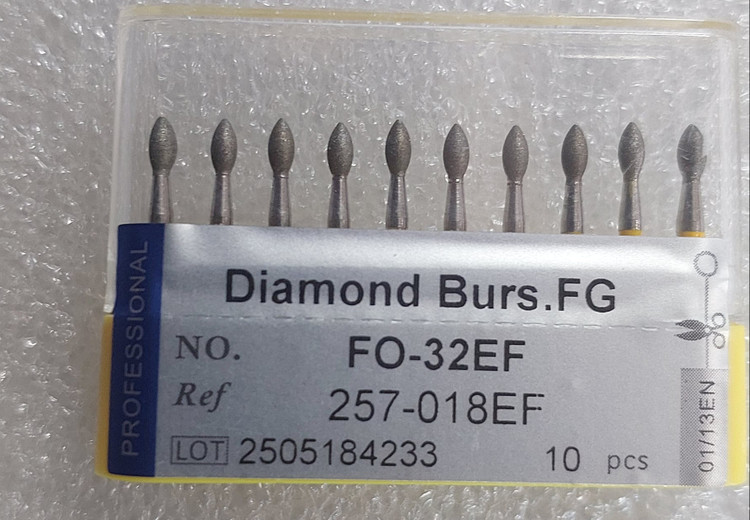 Diamond Burs.FG
PROFESSIONAL
NO. FO-32EF
Ref 257-018EF
LOT 2505184233 10 pcs
01/13EN